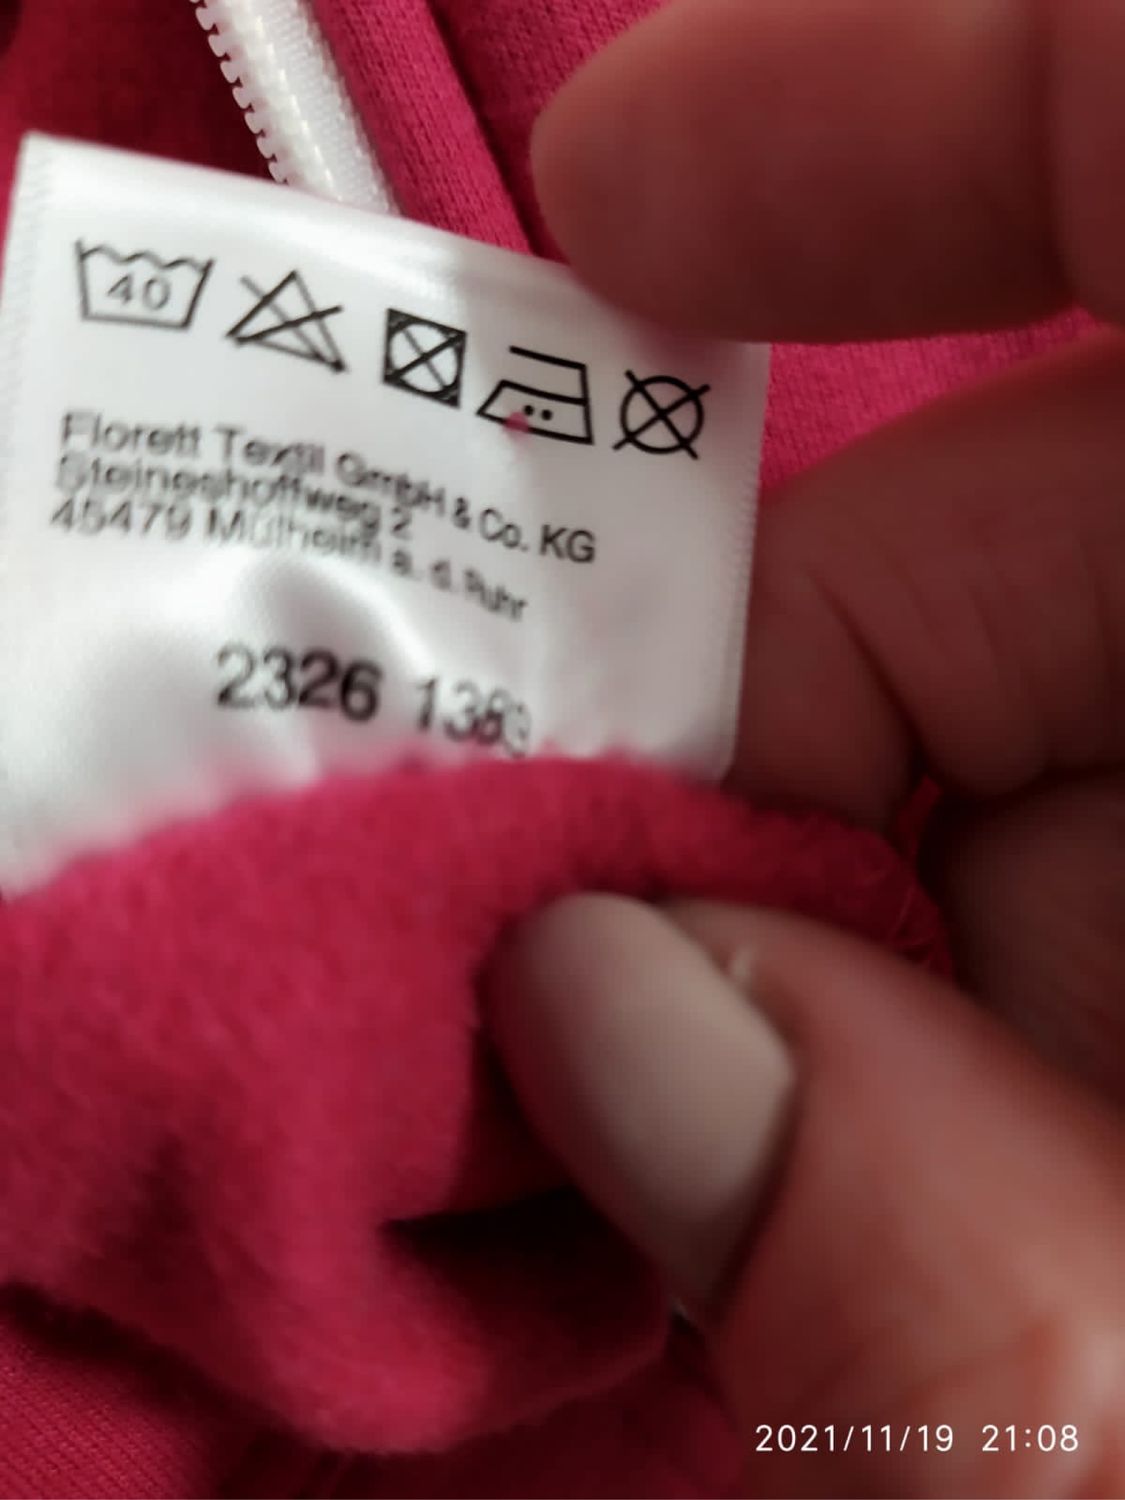 40
Florett Textil GmbH & Co. KG
Steineshoffweg 2
45479 Mülheim a. d. Ruhr
2326
2021/11/19 21:08